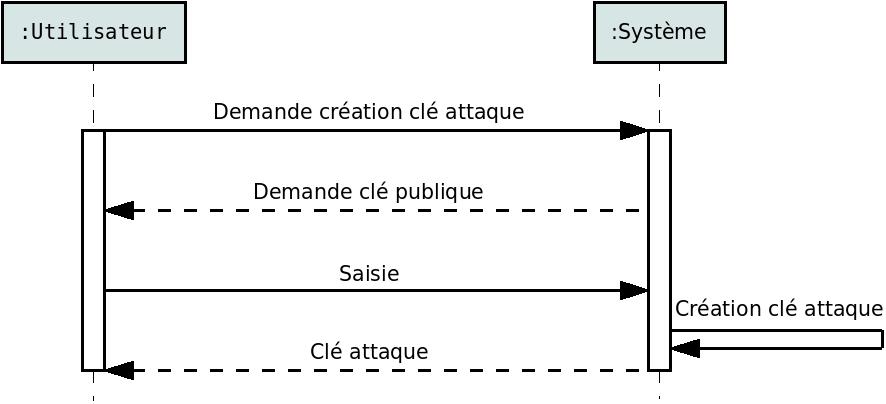 :Utilisateur
:Système
Demande création clé attaque
Demande clé publique
Saisie
Création clé attaque
Clé attaque